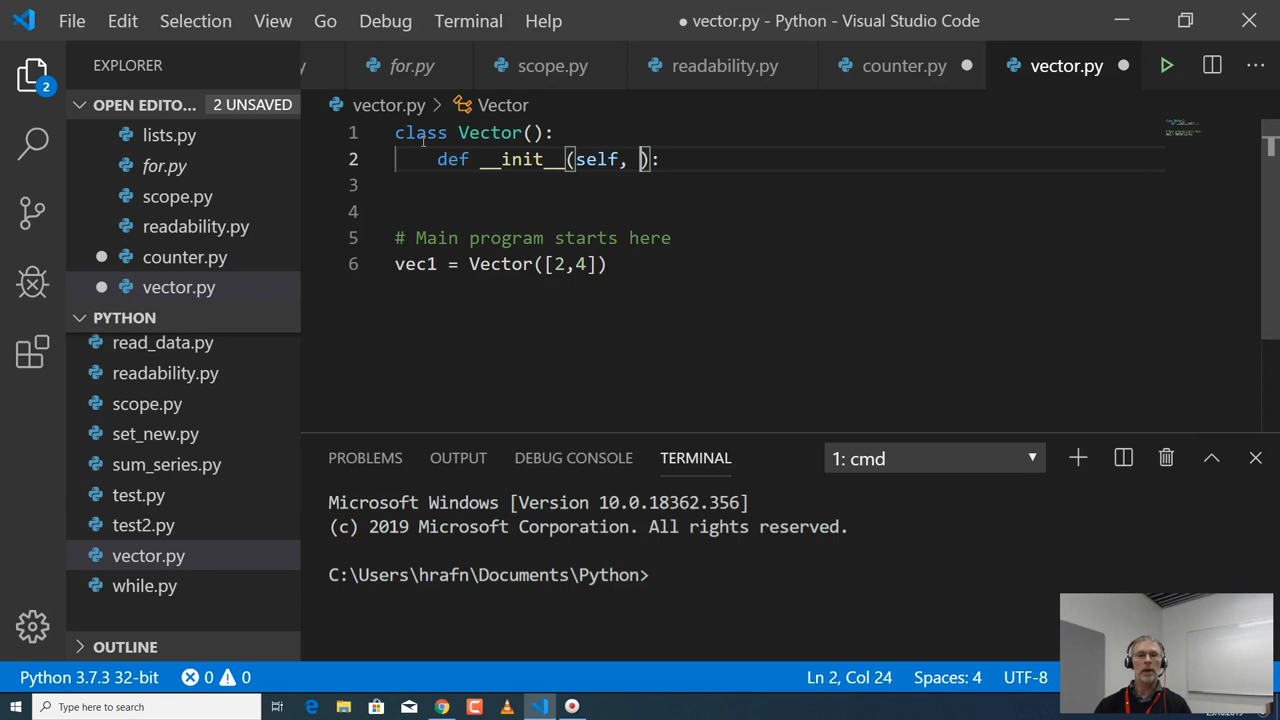 File Edit Selection View Go Debug Terminal Help
● vector.py - Python - Visual Studio Code
EXPLORER
for.py scope.py readability.py counter.py vector.py
OPEN EDITO... 2 UNSAVED
2
lists.py
for.py
scope.py
readability.py
counter.py
vector.py
PYTHON
read_data.py
readability.py
scope.py
set_new.py
sum_series.py
test.py
test2.py
vector.py
while.py
OUTLINE
vector.py > Vector
1 class Vector():
2 def __init__(self, ):
3
4
5 # Main program starts here
6 vec1 = Vector([2,4])
PROBLEMS OUTPUT DEBUG CONSOLE TERMINAL 1: cmd
Microsoft Windows [Version 10.0.18362.356]
(c) 2019 Microsoft Corporation. All rights reserved.
C:\Users\hrafn\Documents\Python>
Python 3.7.3 32-bit 0 0 Ln 2, Col 24 Spaces: 4 UTF-8
Type here to search